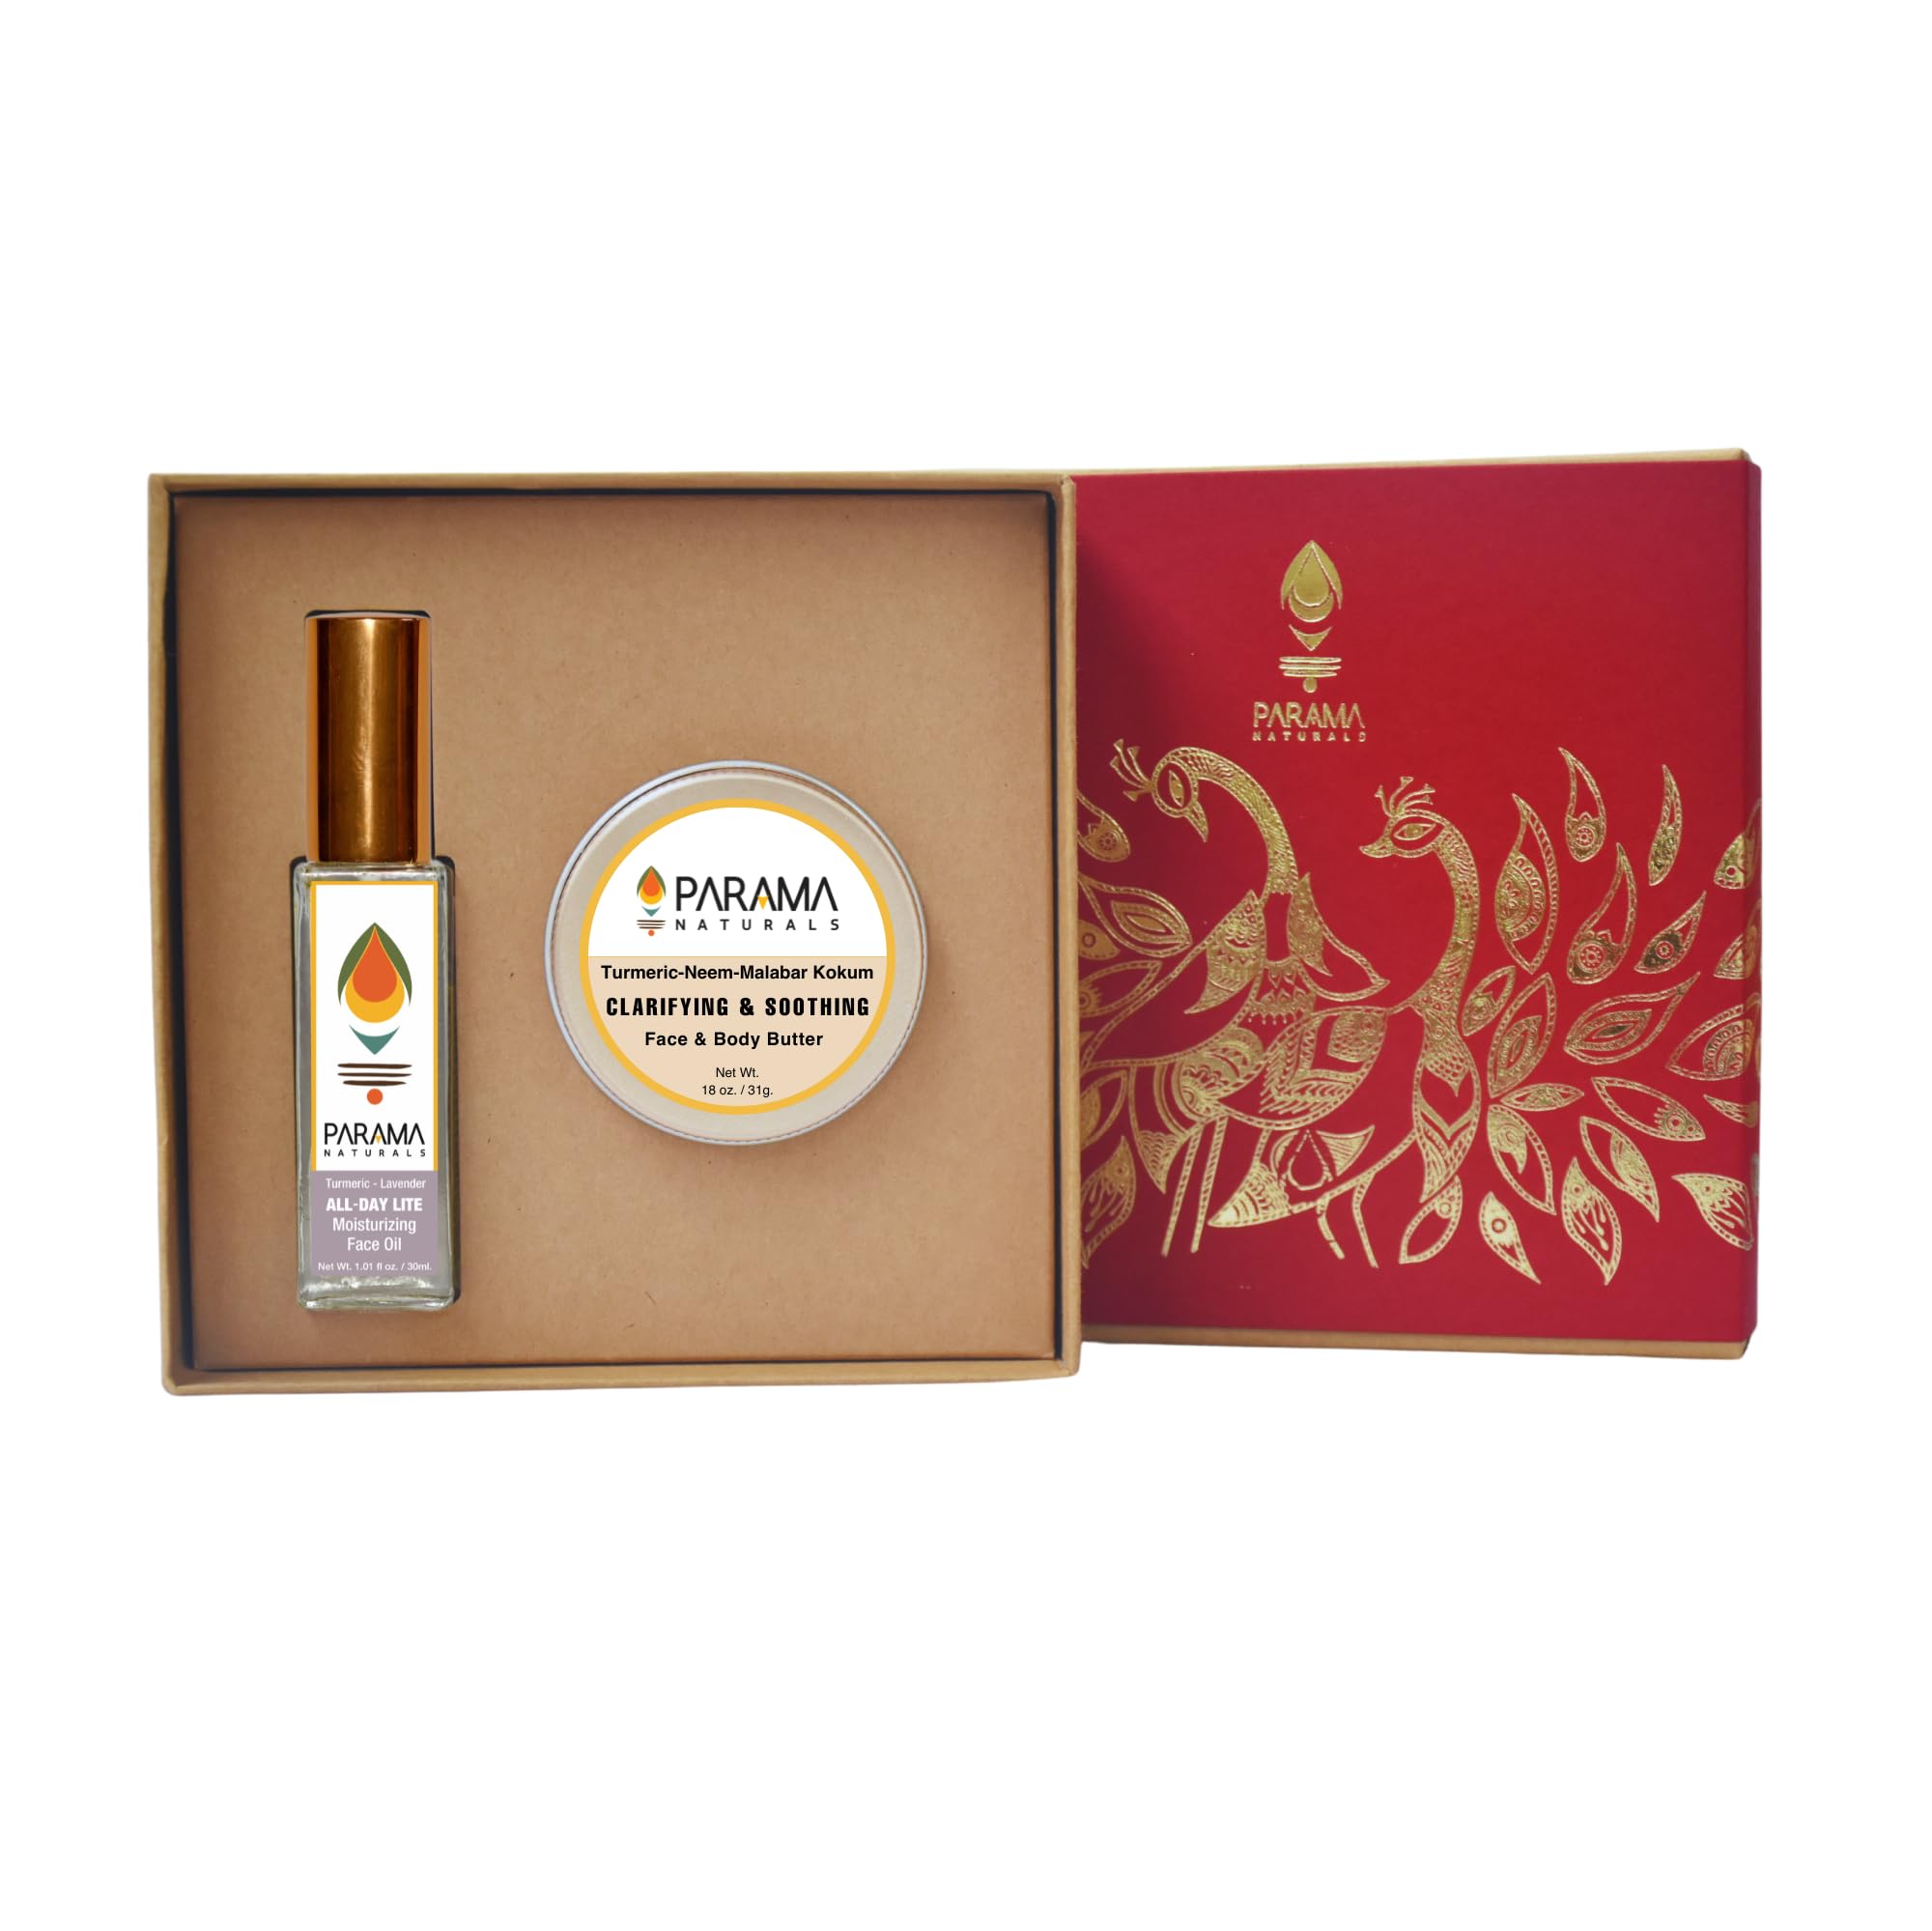 PARAMA
NATURALS
Turmeric - Lavender
ALL-DAY LITE
Moisturizing
Face Oil
Net Wt. 1.01 fl oz. / 30ml.
PARAMA
NATURALS
Turmeric-Neem-Malabar Kokum
CLARIFYING & SOOTHING
Face & Body Butter
Net Wt.
18 oz. / 31g.
PARAMA
NATURALS